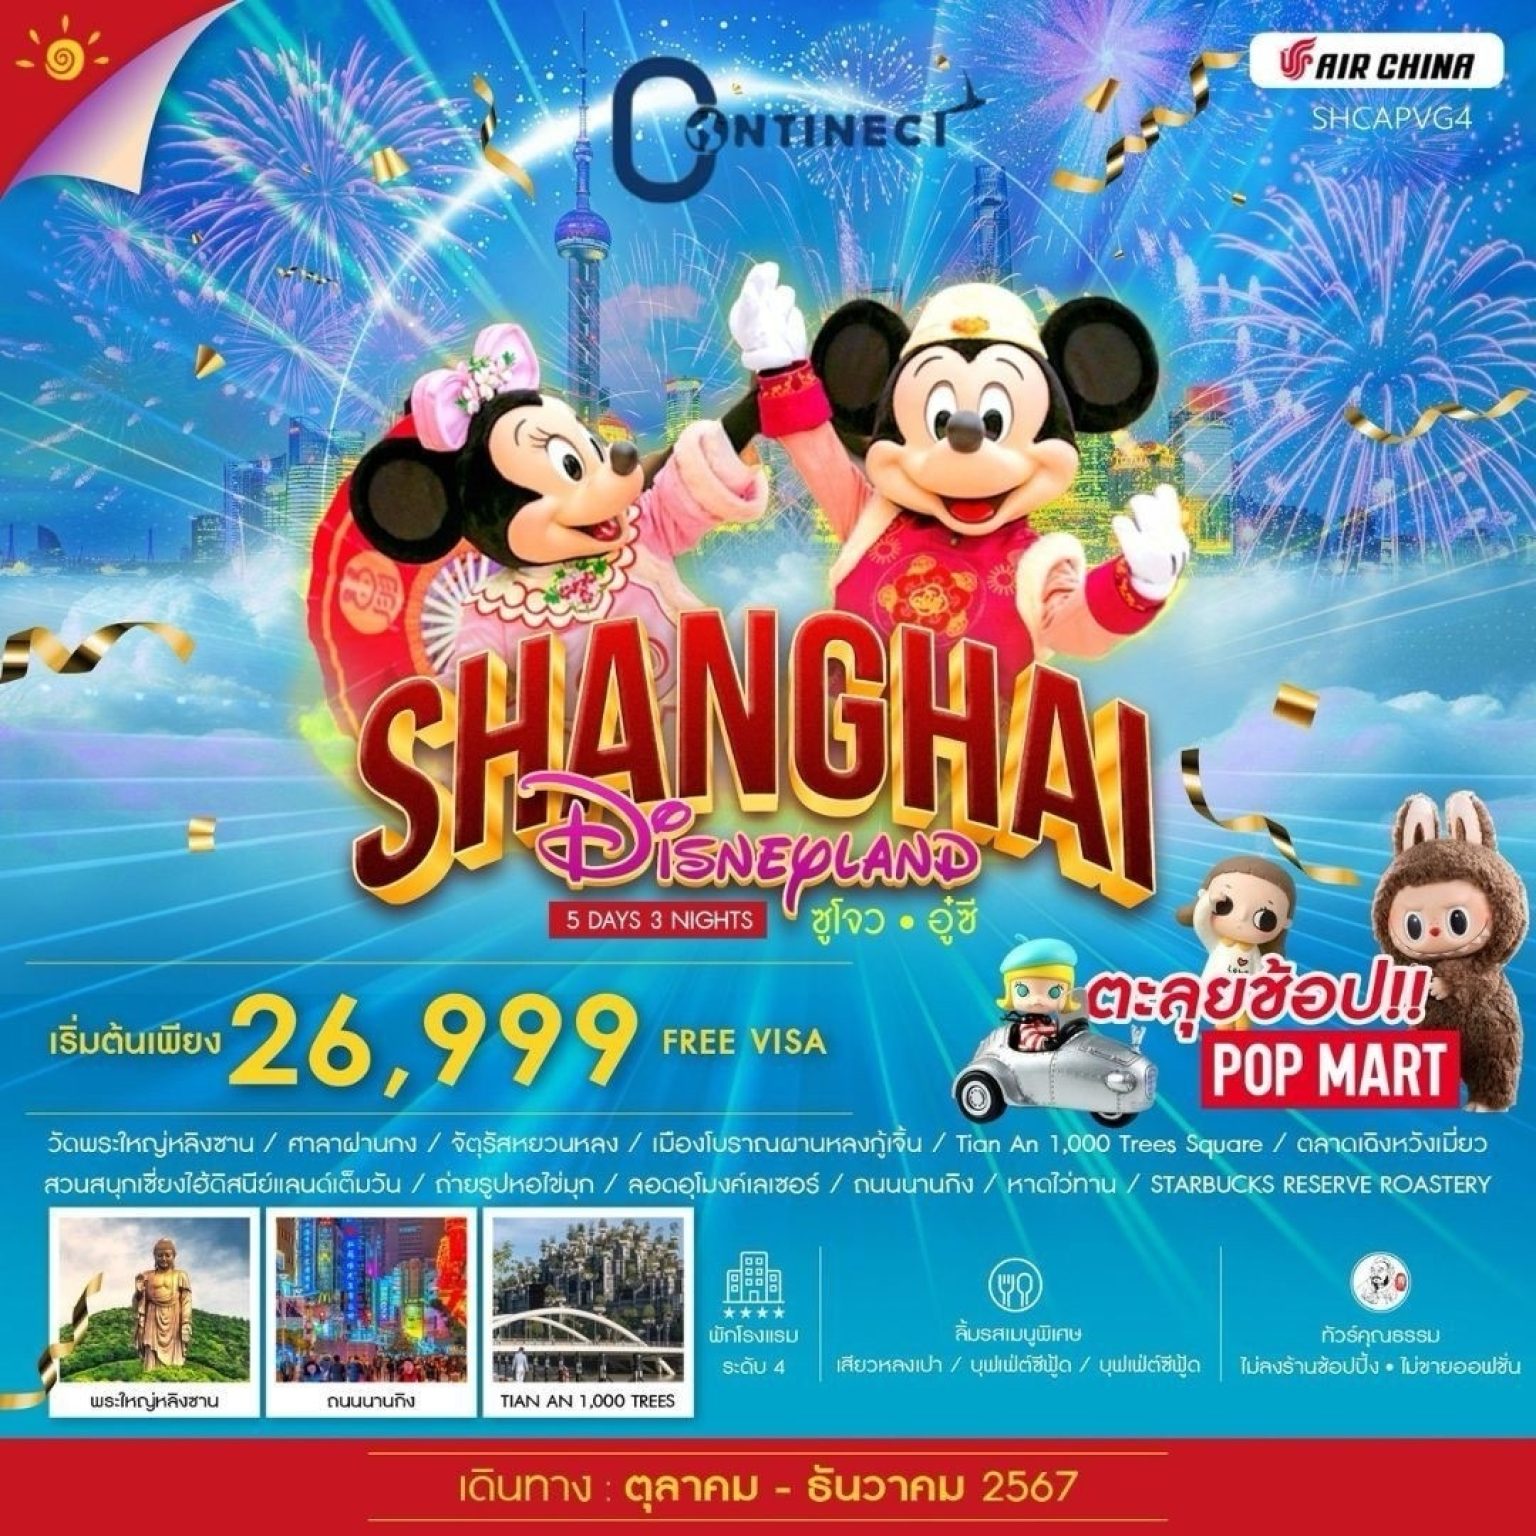 CONTINECT
AIR CHINA
SHCAPVG4
SHANGHAI
DISNEYLAND
5 DAYS 3 NIGHTS
ซูโจว • อู๋ซี
เริ่มต้นเพียง 26,999 FREE VISA
ตะลุยช้อป!!
POP MART
วัดพระใหญ่หลิงซาน / ศาลาฝานกง / จัตุรัสหยวนหลง / เมืองโบราณผานหลงกู้เจิ้น / Tian An 1,000 Trees Square / ตลาดเฉิงหวังเมี่ยว
สวนสนุกเซี่ยงไฮ้ดิสนีย์แลนด์เต็มวัน / ถ่ายรูปหอไข่มุก / ลอดอุโมงค์เลเซอร์ / ถนนนานกิง / หาดไว่ทาน / STARBUCKS RESERVE ROASTERY
พระใหญ่หลิงซาน
ถนนนานกิง
TIAN AN 1,000 TREES
พักโรงแรม
ระดับ 4
ลิ้มรสเมนูพิเศษ
เสียวหลงเปา / บุฟเฟ่ต์ซีฟู้ด / บุฟเฟ่ต์ซีฟู้ด
ทัวร์คุณธรรม
ไม่ลงร้านช้อปปิ้ง • ไม่ขายออฟชั่น
เดินทาง : ตุลาคม - ธันวาคม 2567